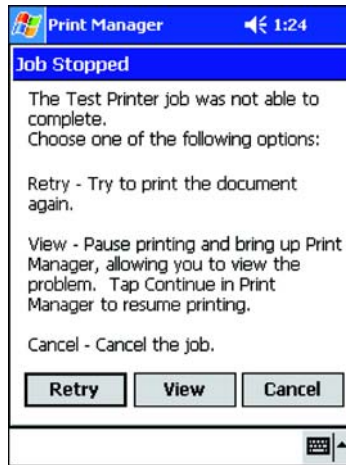 Print Manager 1:24
Job Stopped
The Test Printer job was not able to
complete.
Choose one of the following options:
Retry - Try to print the document
again.
View - Pause printing and bring up Print
Manager, allowing you to view the
problem. Tap Continue in Print
Manager to resume printing.
Cancel - Cancel the job.
Retry View Cancel